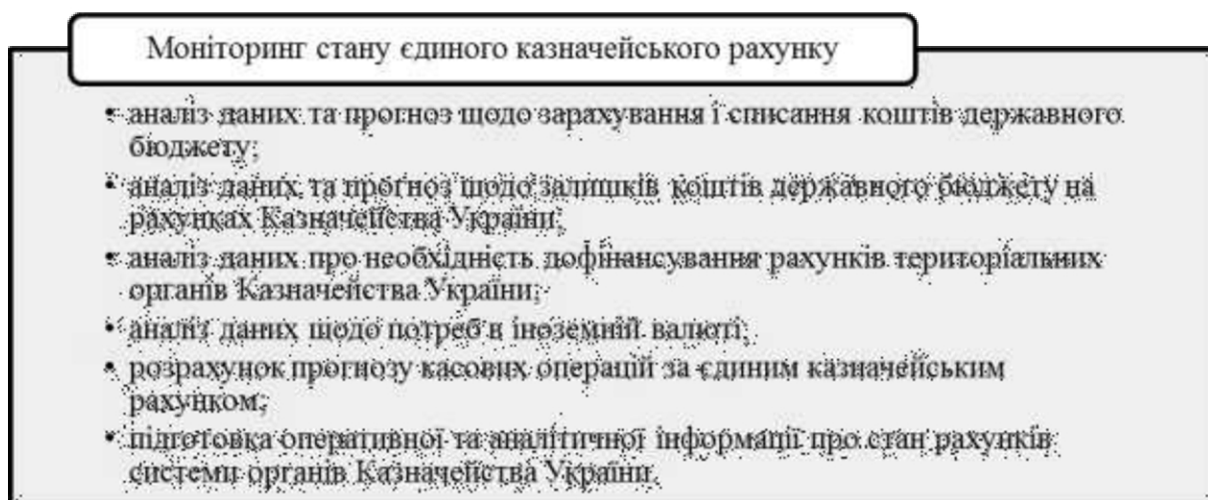 Моніторинг стану єдиного казначейського рахунку
• аналіз даних та прогноз щодо зарахування і списання коштів державного
бюджету;
• аналіз даних та прогноз щодо залишків коштів державного бюджету на
рахунках Казначейства України;
• аналіз даних про необхідність дофінансування рахунків територіальних
органів Казначейства України;
• аналіз даних щодо потреб в іноземній валюті;
• розрахунок прогнозу касових операцій за єдиним казначейським
рахунком;
• підготовка оперативної та аналітичної інформації про стан рахунків
системи органів Казначейства України.